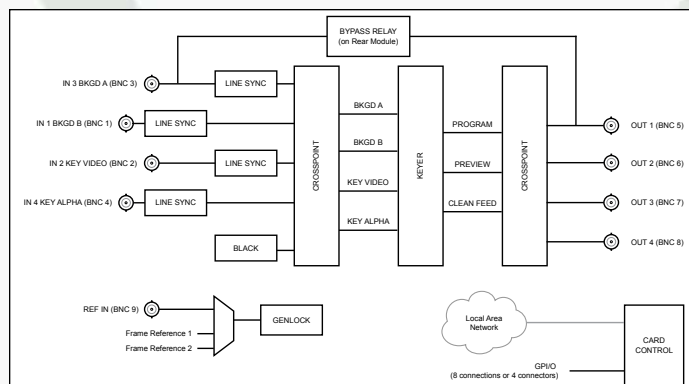 BYPASS RELAY
(on Rear Module)
IN 3 BKGD A (BNC 3)
LINE SYNC
IN 1 BKGD B (BNC 1)
LINE SYNC
IN 2 KEY VIDEO (BNC 2)
LINE SYNC
IN 4 KEY ALPHA (BNC 4)
LINE SYNC
BLACK
CROSSPOINT
BKGD A
BKGD B
KEY VIDEO
KEY ALPHA
KEYER
PROGRAM
PREVIEW
CLEAN FEED
CROSSPOINT
OUT 1 (BNC 5)
OUT 2 (BNC 6)
OUT 3 (BNC 7)
OUT 4 (BNC 8)
REF IN (BNC 9)
Frame Reference 1
Frame Reference 2
GENLOCK
Local Area
Network
CARD
CONTROL
GPI/O
(8 connections or 4 connectors)